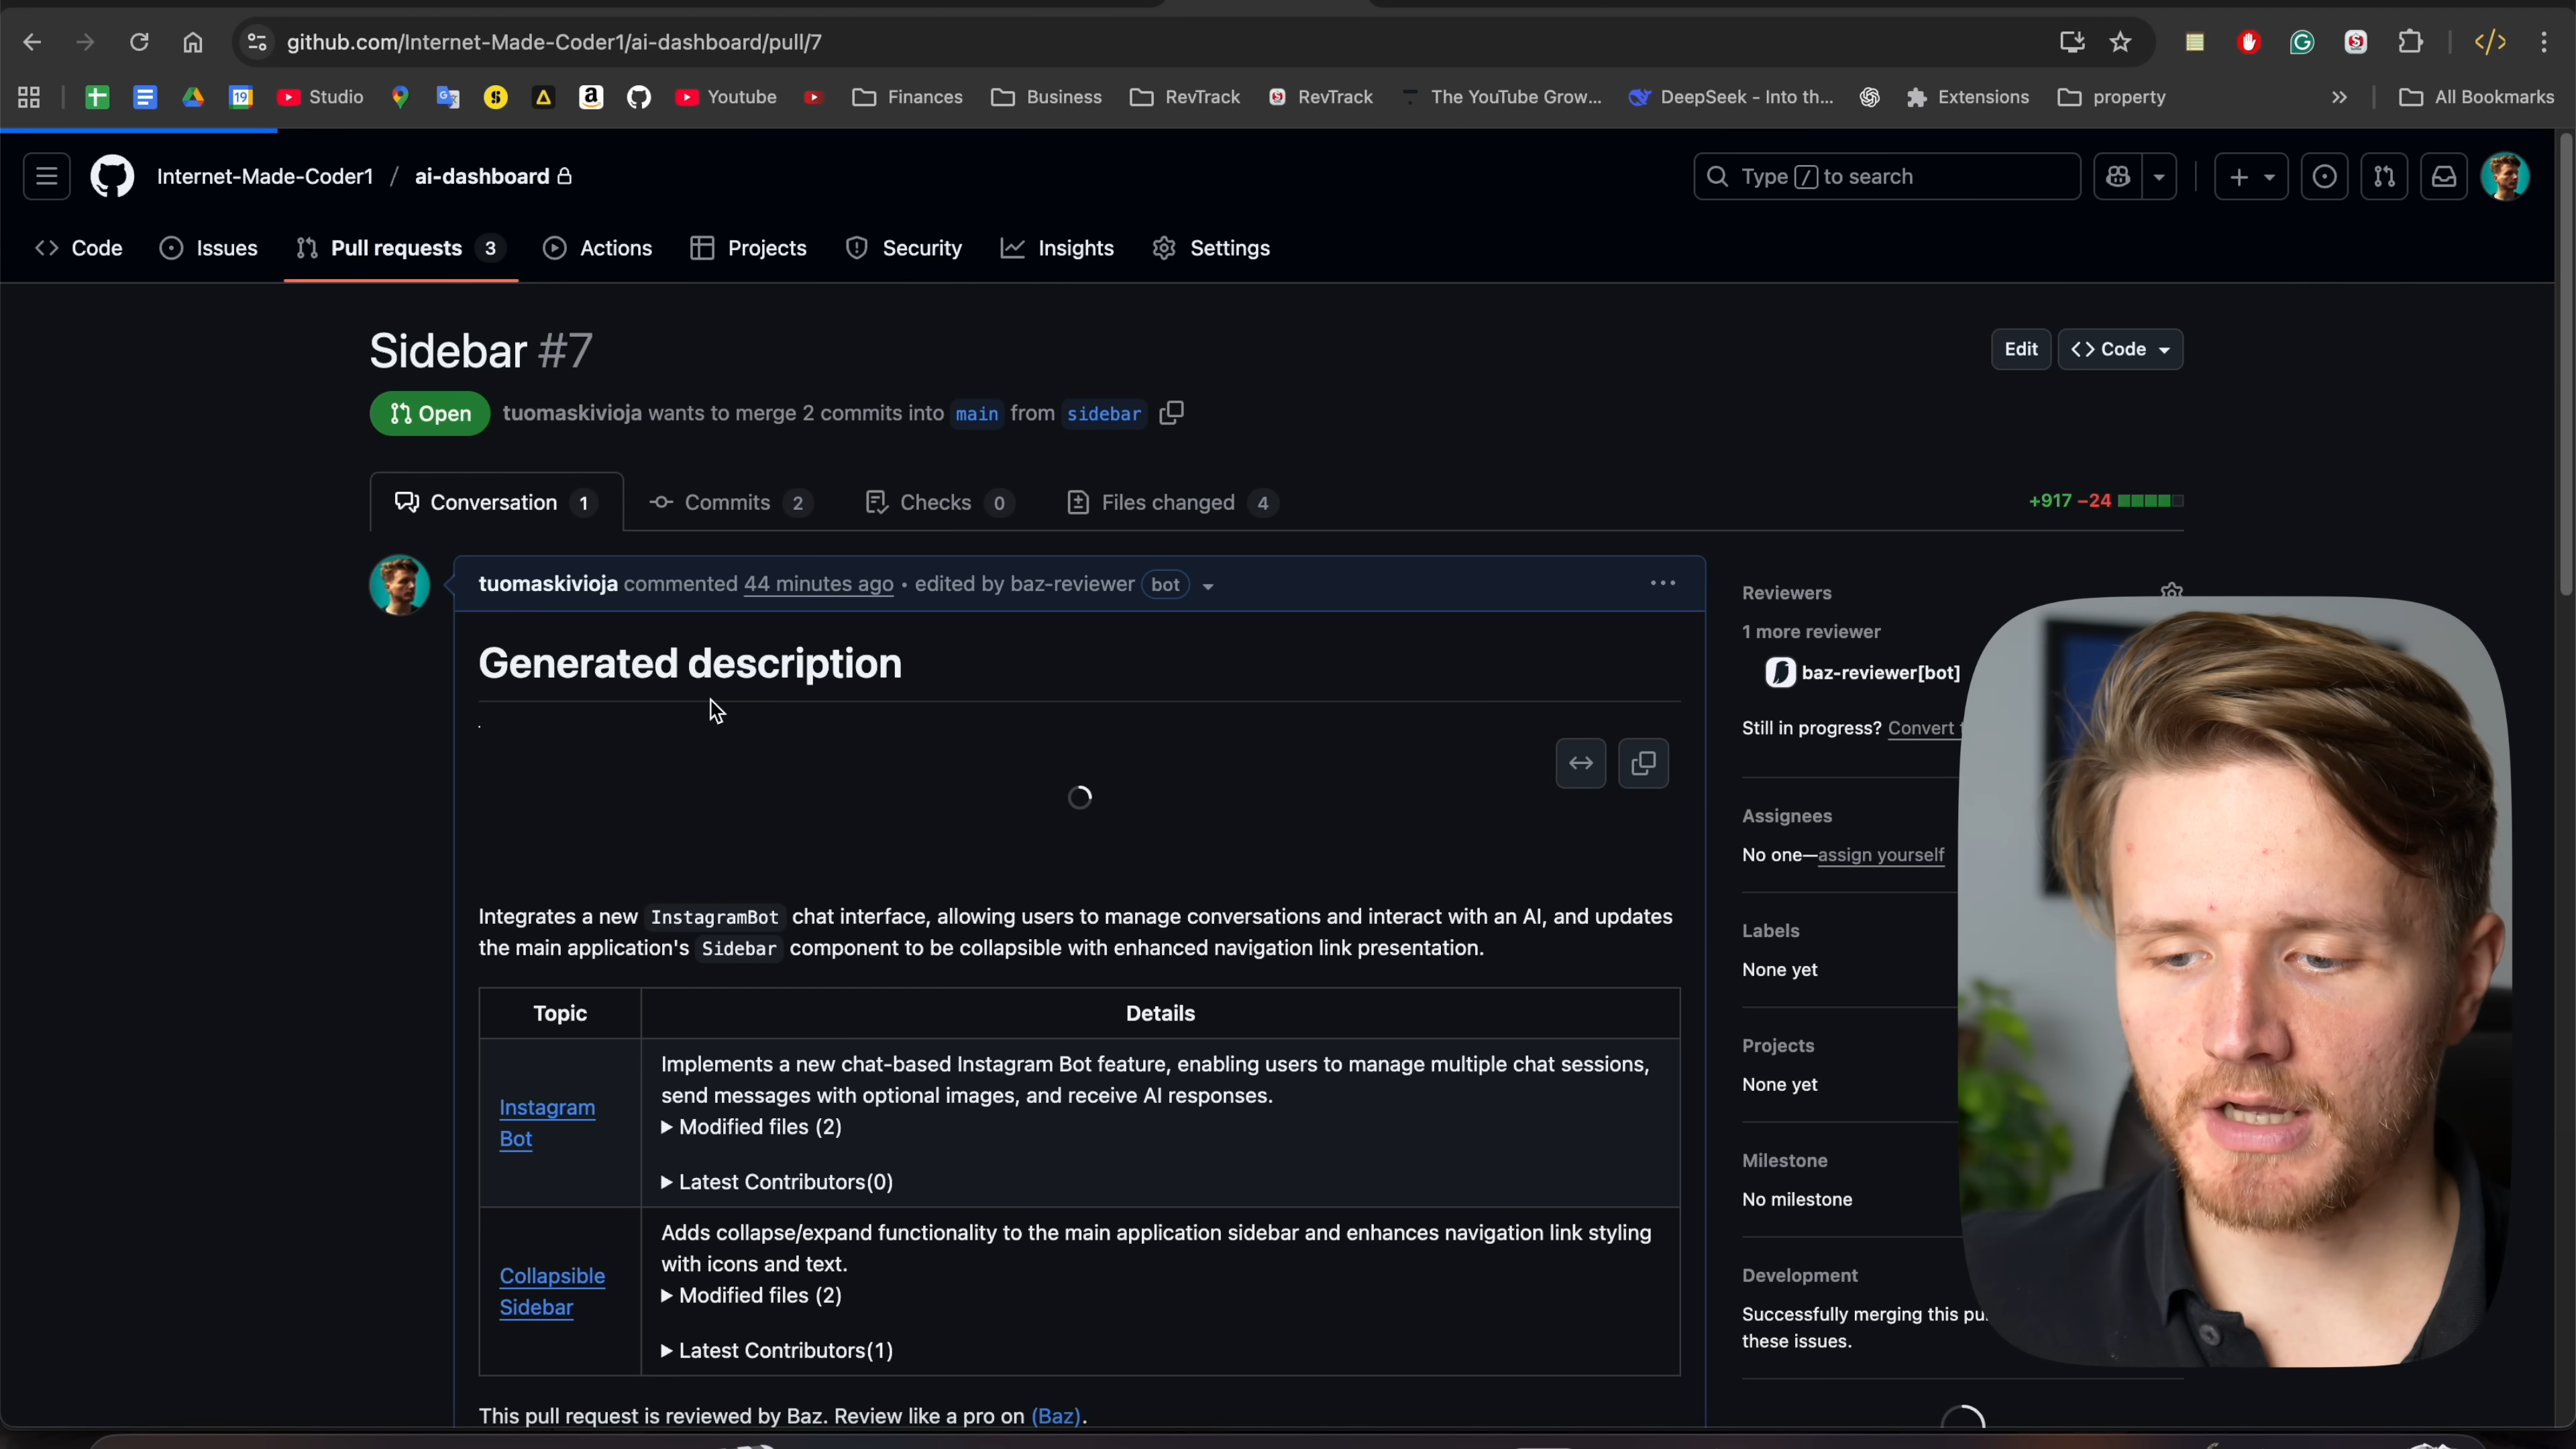 github.com/Internet-Made-Coder1/ai-dashboard/pull/7
19 Studio Youtube Finances Business RevTrack RevTrack The YouTube Grow... DeepSeek - Into th... Extensions property All Bookmarks
Internet-Made-Coder1 / ai-dashboard
Type / to search
Code Issues Pull requests 3 Actions Projects Security Insights Settings
Sidebar #7
Edit Code
Open tuomaskivioja wants to merge 2 commits into main from sidebar
Conversation 1 Commits 2 Checks 0 Files changed 4
+917 −24
tuomaskivioja commented 44 minutes ago • edited by baz-reviewer bot
Generated description
.
Integrates a new InstagramBot chat interface, allowing users to manage conversations and interact with an AI, and updates
the main application's Sidebar component to be collapsible with enhanced navigation link presentation.
Topic Details
Instagram
Bot
Implements a new chat-based Instagram Bot feature, enabling users to manage multiple chat sessions,
send messages with optional images, and receive AI responses.
Modified files (2)
Latest Contributors(0)
Collapsible
Sidebar
Adds collapse/expand functionality to the main application sidebar and enhances navigation link styling
with icons and text.
Modified files (2)
Latest Contributors(1)
This pull request is reviewed by Baz. Review like a pro on (Baz).
Reviewers
1 more reviewer
baz-reviewer[bot]
Still in progress? Convert
Assignees
No one—assign yourself
Labels
None yet
Projects
None yet
Milestone
No milestone
Development
Successfully merging this
these issues.